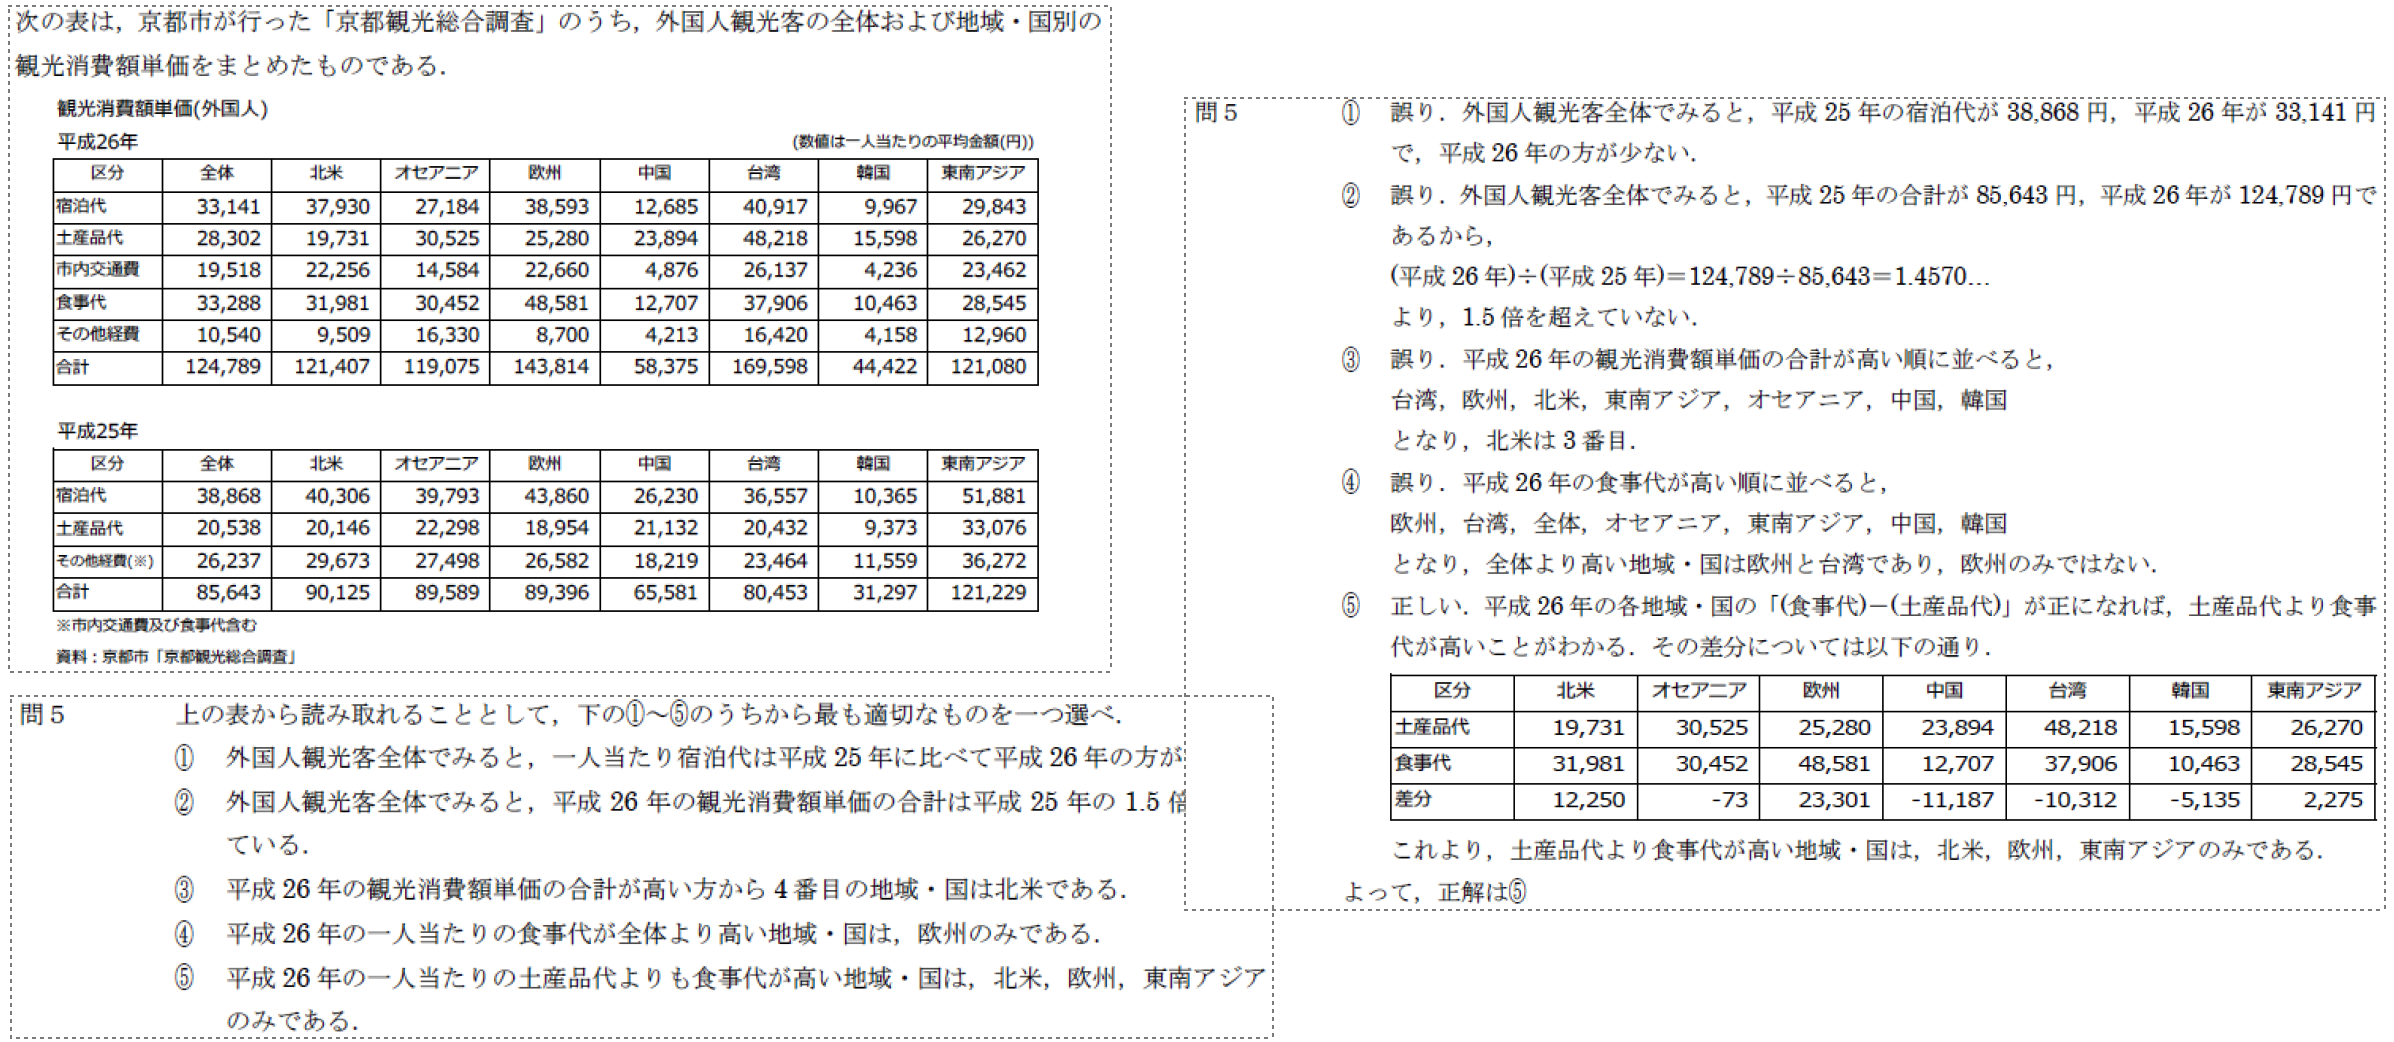 次の表は，京都市が行った「京都観光総合調査」のうち，外国人観光客の全体および地域・国別の
観光消費額単価をまとめたものである．
観光消費額単価(外国人)
平成26年 (数値は一人当たりの平均金額(円))
区分 全体 北米 オセアニア 欧州 中国 台湾 韓国 東南アジア
宿泊代 33,141 37,930 27,184 38,593 12,685 40,917 9,967 29,843
土産品代 28,302 19,731 30,525 25,280 23,894 48,218 15,598 26,270
市内交通費 19,518 22,256 14,584 22,660 4,876 26,137 4,236 23,462
食事代 33,288 31,981 30,452 48,581 12,707 37,906 10,463 28,545
その他経費 10,540 9,509 16,330 8,700 4,213 16,420 4,158 12,960
合計 124,789 121,407 119,075 143,814 58,375 169,598 44,422 121,080
平成25年
区分 全体 北米 オセアニア 欧州 中国 台湾 韓国 東南アジア
宿泊代 38,868 40,306 39,793 43,860 26,230 36,557 10,365 51,881
土産品代 20,538 20,146 22,298 18,954 21,132 20,432 9,373 33,076
その他経費(※) 26,237 29,673 27,498 26,582 18,219 23,464 11,559 36,272
合計 85,643 90,125 89,589 89,396 65,581 80,453 31,297 121,229
※市内交通費及び食事代含む
資料：京都市「京都観光総合調査」
問５ 上の表から読み取れることとして，下の①～⑤のうちから最も適切なものを一つ選べ．
① 外国人観光客全体でみると，一人当たり宿泊代は平成 25 年に比べて平成 26 年の方が
② 外国人観光客全体でみると，平成 26 年の観光消費額単価の合計は平成 25 年の 1.5 倍
ている．
③ 平成 26 年の観光消費額単価の合計が高い方から 4 番目の地域・国は北米である．
④ 平成 26 年の一人当たりの食事代が全体より高い地域・国は，欧州のみである．
⑤ 平成 26 年の一人当たりの土産品代よりも食事代が高い地域・国は，北米，欧州，東南アジア
のみである．
問５ ① 誤り．外国人観光客全体でみると，平成 25 年の宿泊代が 38,868 円，平成 26 年が 33,141 円
で，平成 26 年の方が少ない．
② 誤り．外国人観光客全体でみると，平成 25 年の合計が 85,643 円，平成 26 年が 124,789 円で
あるから，
(平成 26 年)÷(平成 25 年)＝124,789÷85,643＝1.4570…
より，1.5 倍を超えていない．
③ 誤り．平成 26 年の観光消費額単価の合計が高い順に並べると，
台湾，欧州，北米，東南アジア，オセアニア，中国，韓国
となり，北米は 3 番目．
④ 誤り．平成 26 年の食事代が高い順に並べると，
欧州，台湾，全体，オセアニア，東南アジア，中国，韓国
となり，全体より高い地域・国は欧州と台湾であり，欧州のみではない．
⑤ 正しい．平成 26 年の各地域・国の「(食事代)－(土産品代)」が正になれば，土産品代より食事
代が高いことがわかる．その差分については以下の通り．
区分 北米 オセアニア 欧州 中国 台湾 韓国 東南アジア
土産品代 19,731 30,525 25,280 23,894 48,218 15,598 26,270
食事代 31,981 30,452 48,581 12,707 37,906 10,463 28,545
差分 12,250 -73 23,301 -11,187 -10,312 -5,135 2,275
これより，土産品代より食事代が高い地域・国は，北米，欧州，東南アジアのみである．
よって，正解は⑤